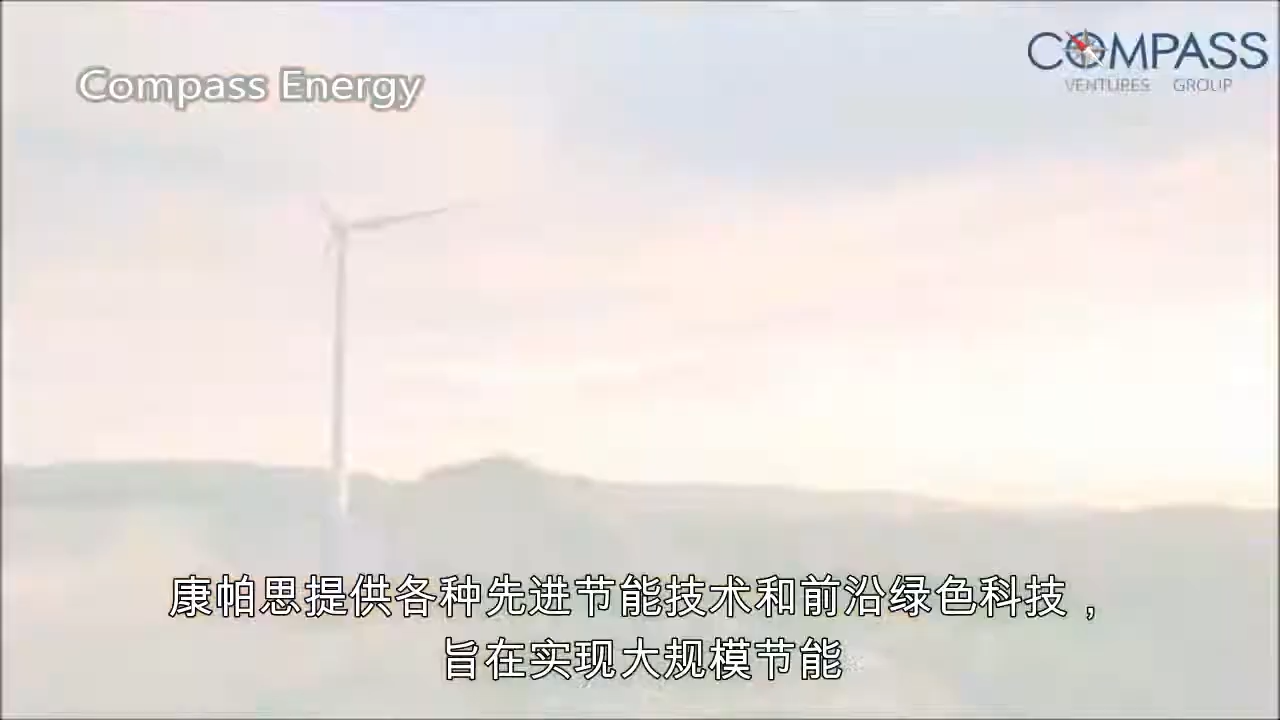 COMPASS
VENTURES GROUP
Compass Energy
康帕思提供各种先进节能技术和前沿绿色科技，
旨在实现大规模节能